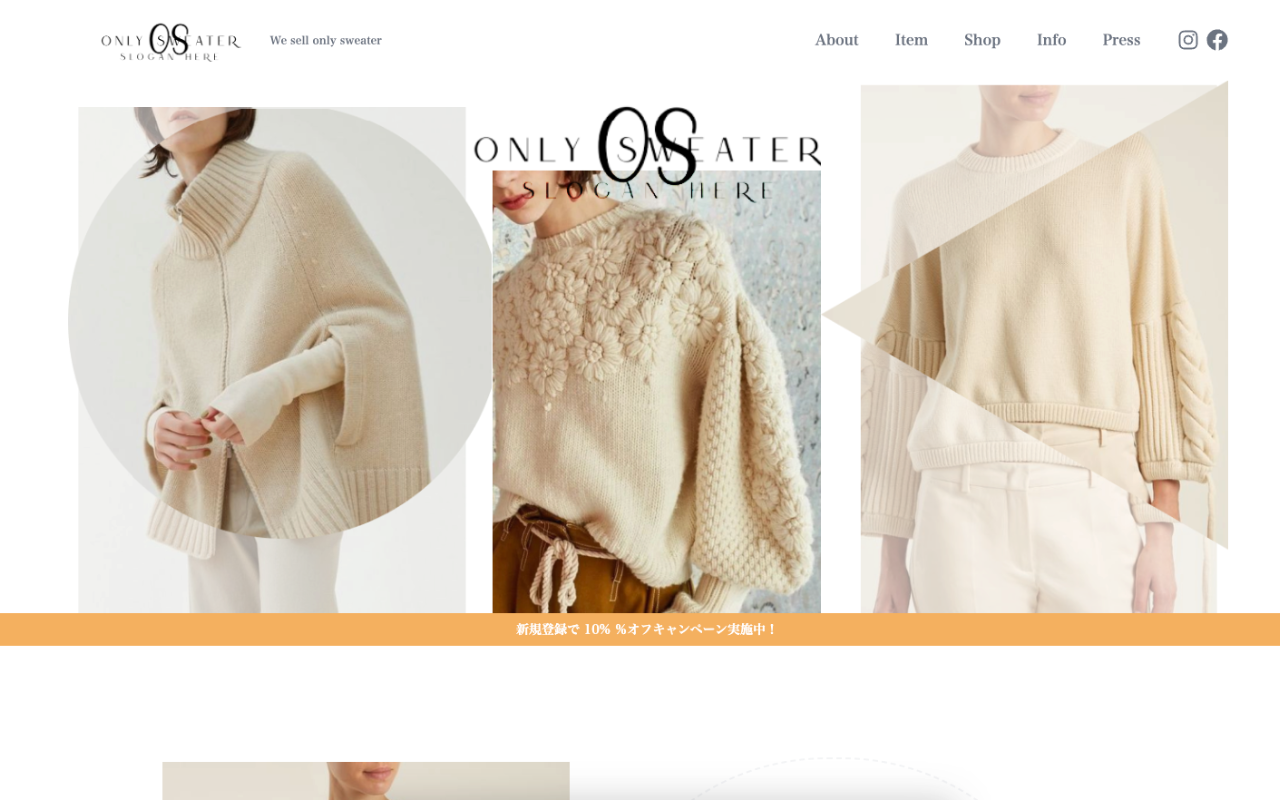 OS
ONLY SWEATER
SLOGAN HERE
We sell only sweater
About
Item
Shop
Info
Press
OS
ONLY SWEATER
SLOGAN HERE
新規登録で 10% %オフキャンペーン実施中！